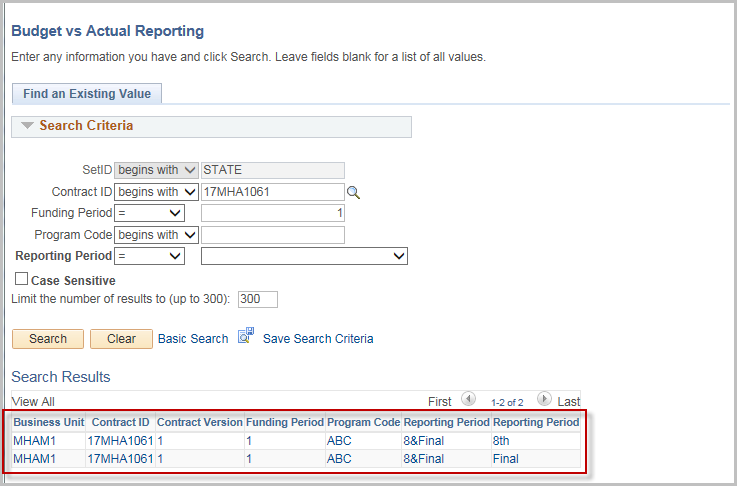 Budget vs Actual Reporting
Enter any information you have and click Search. Leave fields blank for a list of all values.
Find an Existing Value
Search Criteria
SetID begins with STATE
Contract ID begins with 17MHA1061
Funding Period = 1
Program Code begins with
Reporting Period =
Case Sensitive
Limit the number of results to (up to 300): 300
Search Clear Basic Search Save Search Criteria
Search Results
View All First 1-2 of 2 Last
Business Unit Contract ID Contract Version Funding Period Program Code Reporting Period Reporting Period
MHAM1 17MHA1061 1 1 ABC 8&Final 8th
MHAM1 17MHA1061 1 1 ABC 8&Final Final